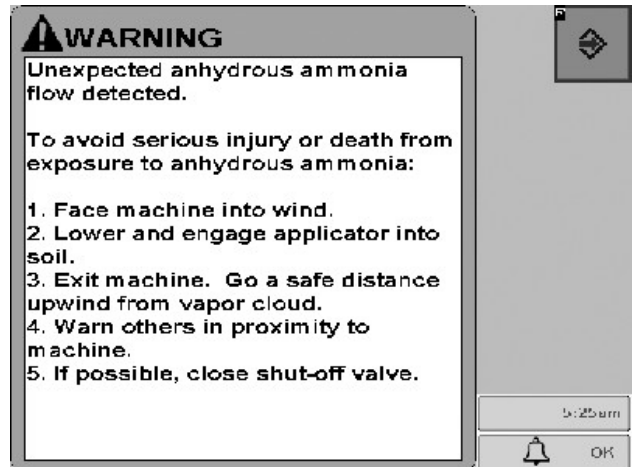 WARNING
Unexpected anhydrous ammonia
flow detected.
To avoid serious injury or death from
exposure to anhydrous ammonia:
1. Face machine into wind.
2. Lower and engage applicator into
soil.
3. Exit machine. Go a safe distance
upwind from vapor cloud.
4. Warn others in proximity to
machine.
5. If possible, close shut-off valve.
5:25am
OK